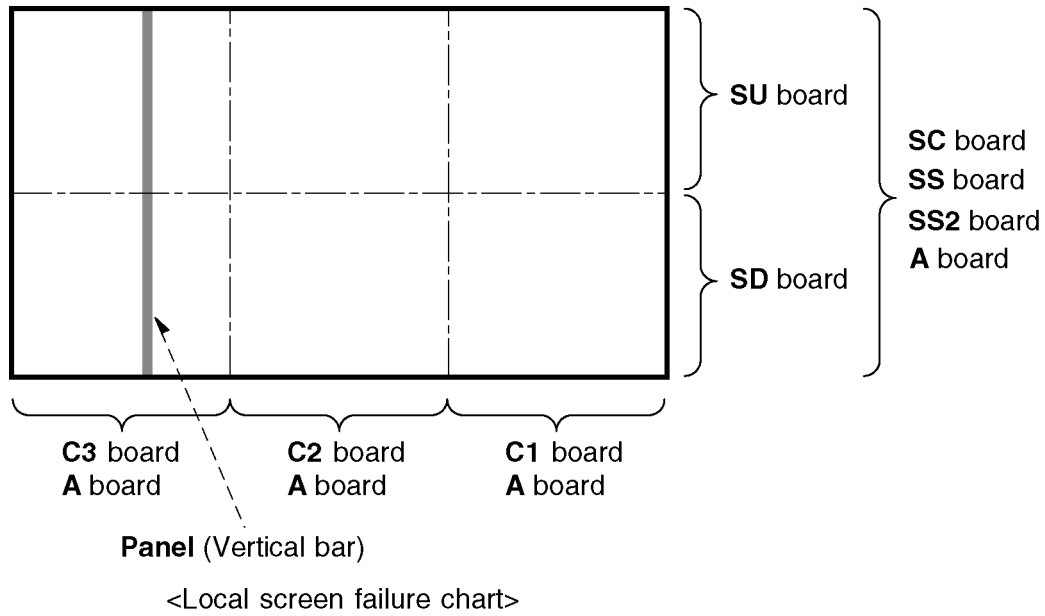 SU board
SC board
SS board
SS2 board
A board
SD board
C3 board
A board
C2 board
A board
C1 board
A board
Panel (Vertical bar)
<Local screen failure chart>